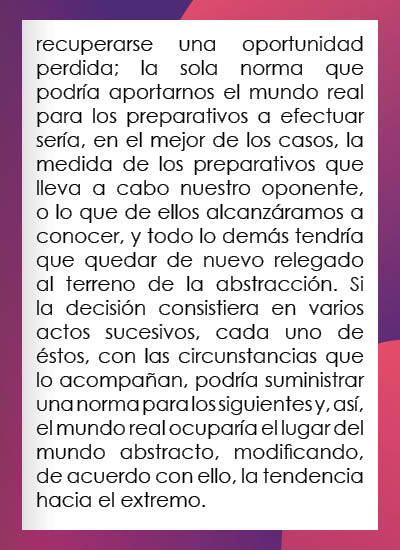 recuperarse una oportunidad
perdida; la sola norma que
podría aportarnos el mundo real
para los preparativos a efectuar
sería, en el mejor de los casos, la
medida de los preparativos que
lleva a cabo nuestro oponente,
o lo que de ellos alcanzáramos a
conocer, y todo lo demás tendría
que quedar de nuevo relegado
al terreno de la abstracción. Si
la decisión consistiera en varios
actos sucesivos, cada uno de
éstos, con las circunstancias que
lo acompañan, podría suministrar
una norma para los siguientes y, así,
el mundo real ocuparía el lugar del
mundo abstracto, modificando,
de acuerdo con ello, la tendencia
hacia el extremo.